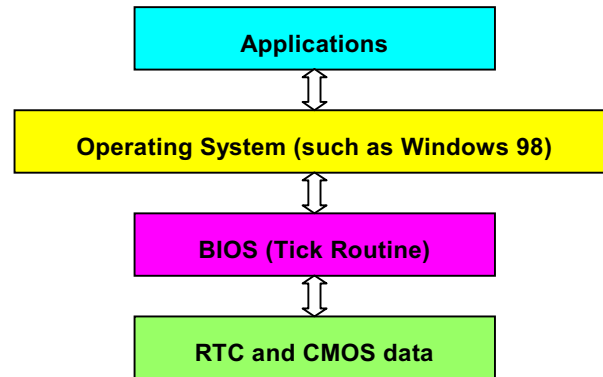 Applications
Operating System (such as Windows 98)
BIOS (Tick Routine)
RTC and CMOS data